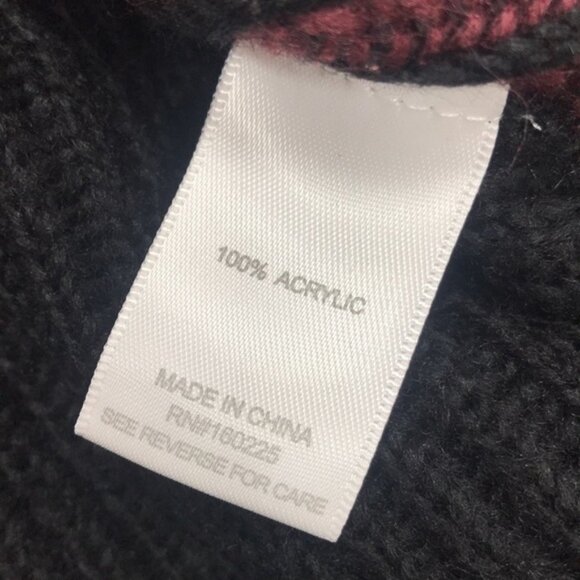 100% ACRYLIC
MADE IN CHINA
RN#160225
SEE REVERSE FOR CARE